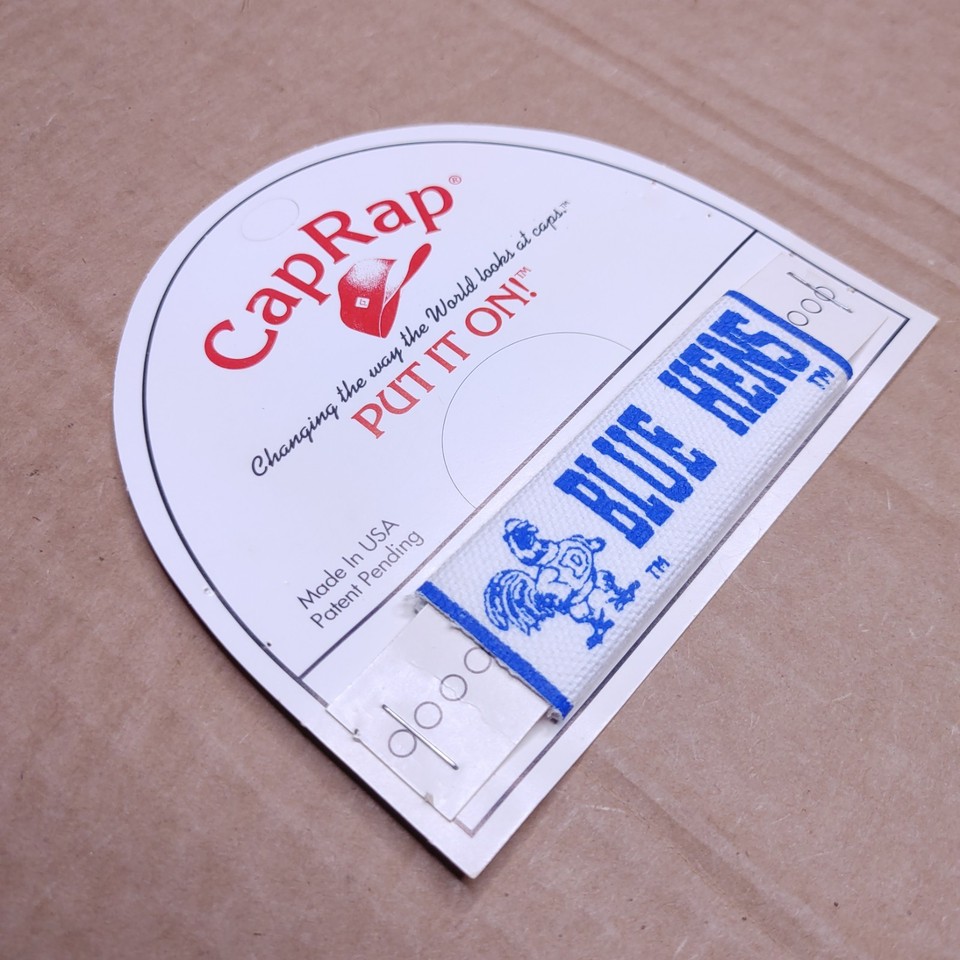 CapRap®
Changing the way the World looks at caps.™
PUT IT ON!™
Made In USA
Patent Pending
BLUE HENS™
D
™